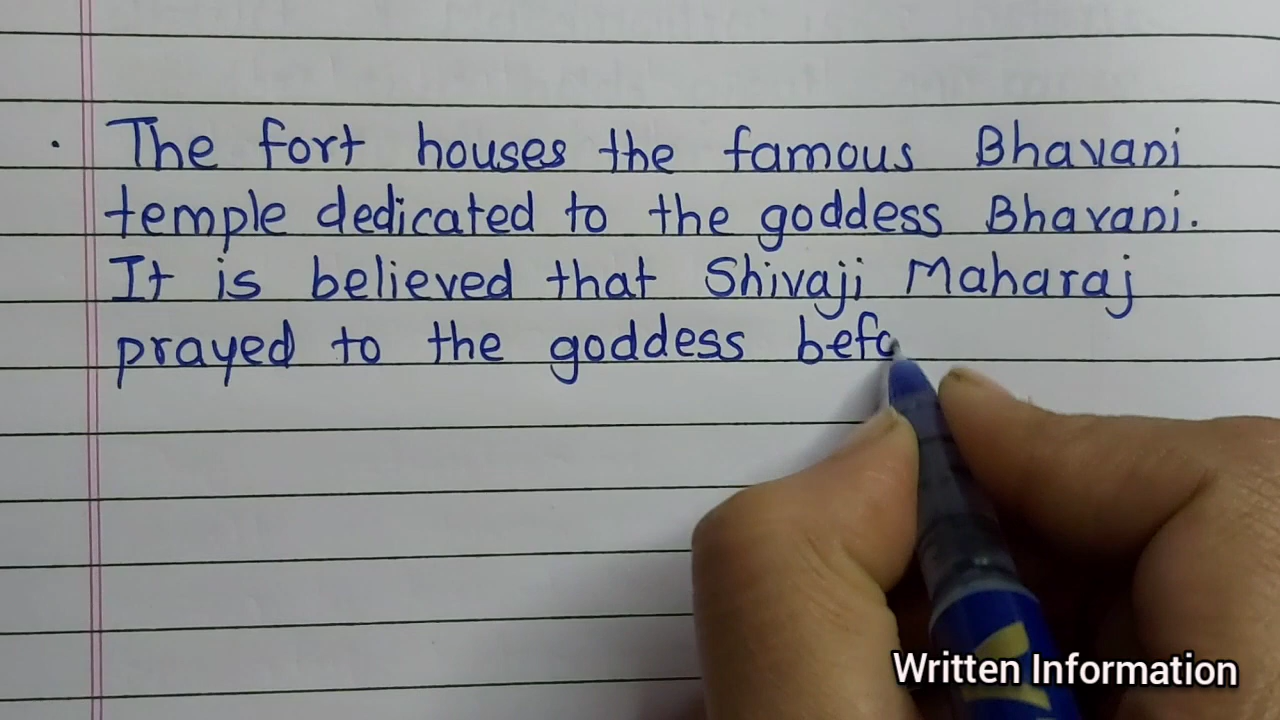 . The fort houses the famous Bhavani
temple dedicated to the goddess Bhavani.
It is believed that Shivaji Maharaj
prayed to the goddess befo
Written Information